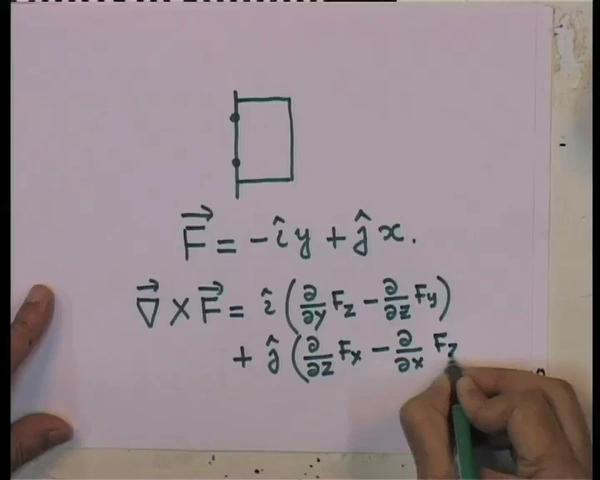 F⃗ = -î y + ĵ x.
∇⃗ × F⃗ = î (∂/∂y F_z - ∂/∂z F_y)
+ ĵ (∂/∂z F_x - ∂/∂x F_z